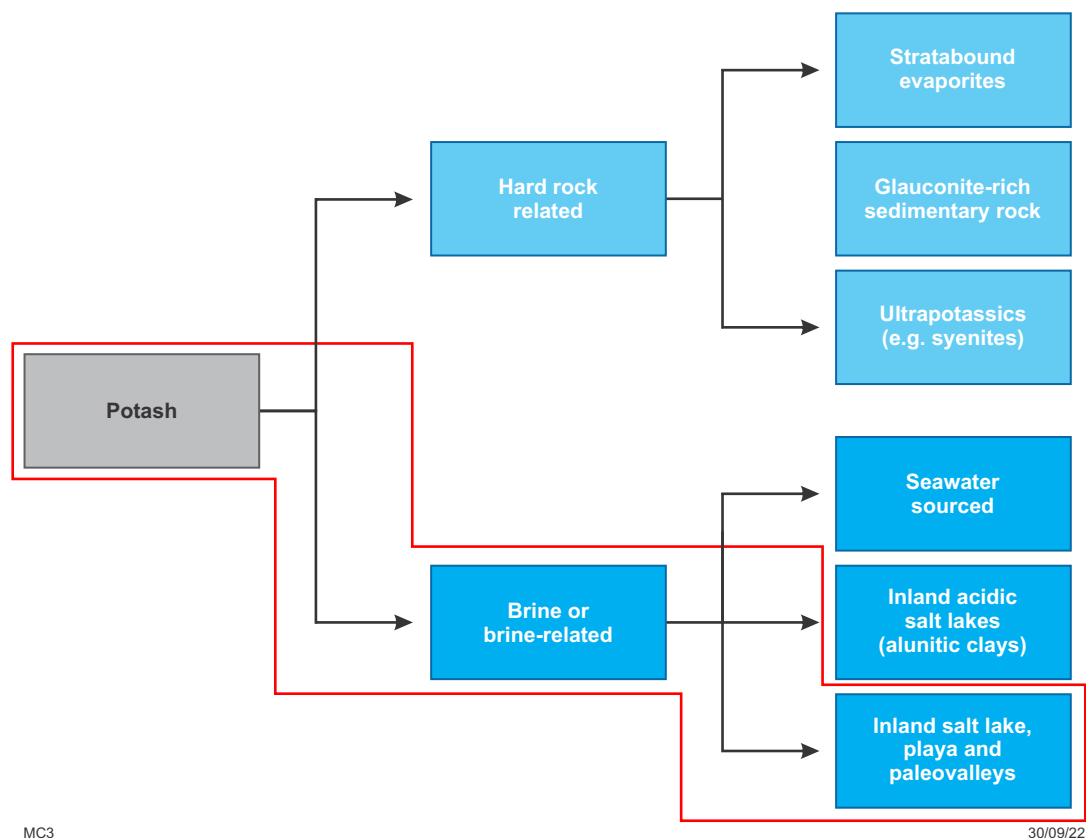 Stratabound
evaporites
Hard rock
related
Glauconite-rich
sedimentary rock
Ultrapotassics
(e.g. syenites)
Potash
Seawater
sourced
Brine or
brine-related
Inland acidic
salt lakes
(alunitic clays)
Inland salt lake,
playa and
paleovalleys
MC3
30/09/22